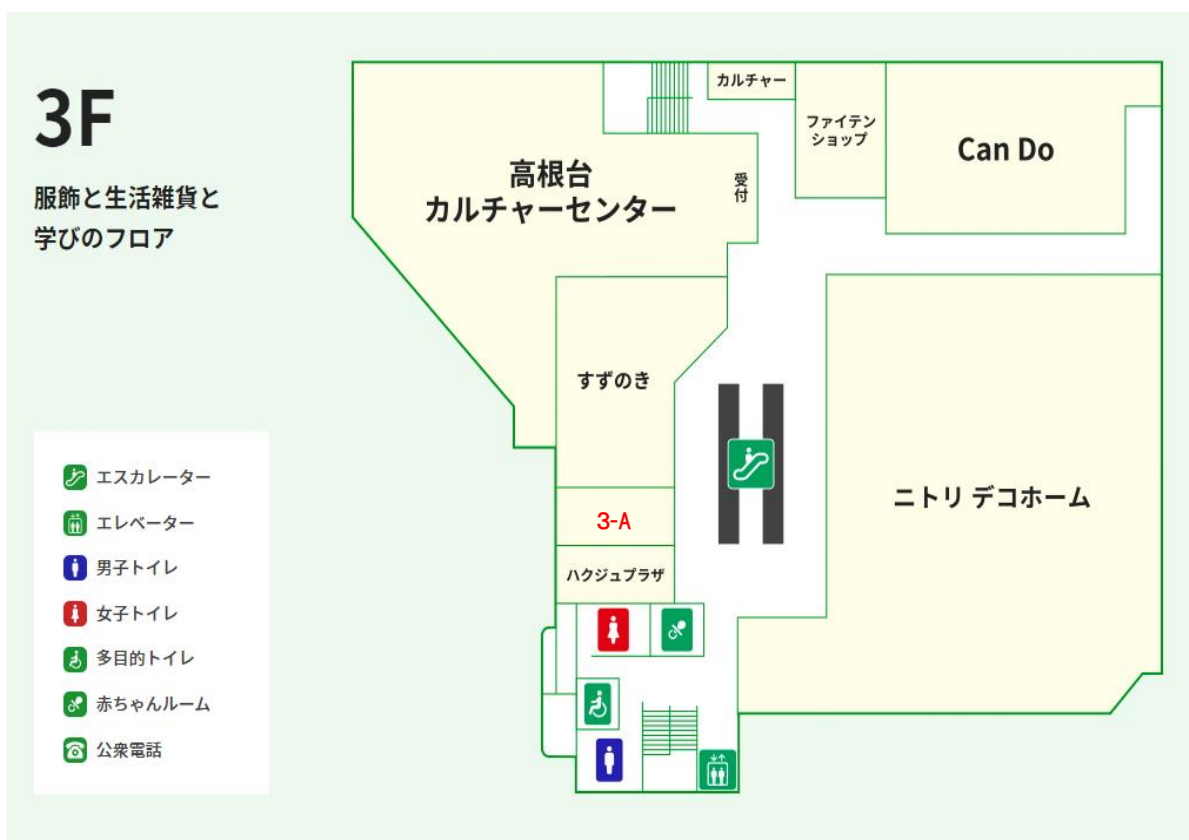 3F
服飾と生活雑貨と
学びのフロア
カルチャー
ファイテン
ショップ
Can Do
高根台
カルチャーセンター
受付
すずのき
3-A
ハクジュプラザ
ニトリ デコホーム
エスカレーター
エレベーター
男子トイレ
女子トイレ
多目的トイレ
赤ちゃんルーム
公衆電話